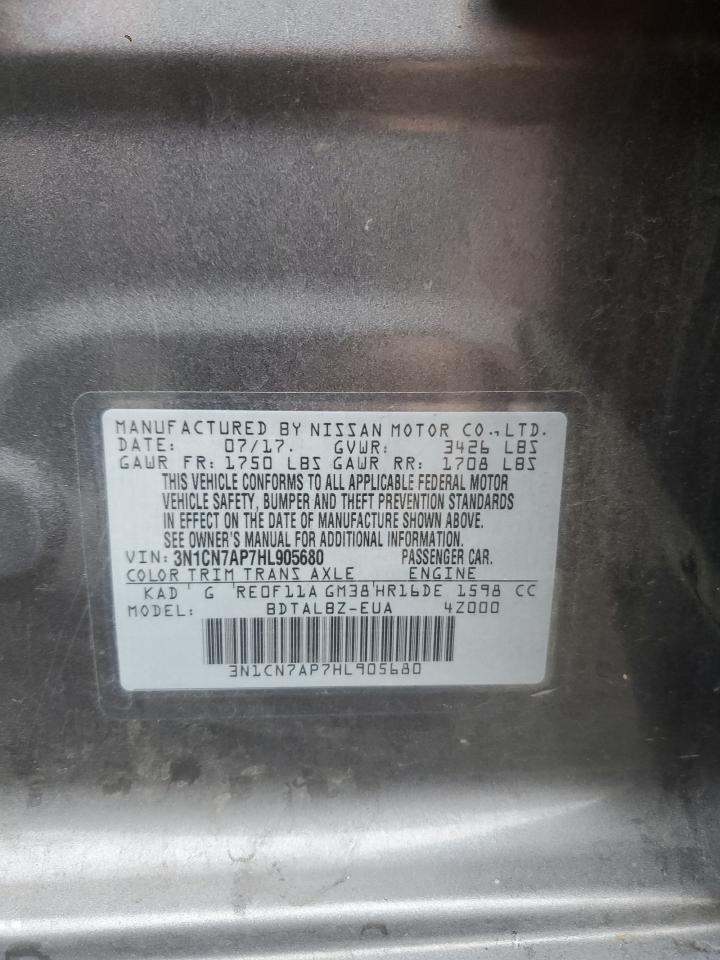 MANUFACTURED BY NISSAN MOTOR CO., LTD.
DATE: 07/17. GVWR: 3426 LBS
GAWR FR: 1750 LBS GAWR RR: 1708 LBS
THIS VEHICLE CONFORMS TO ALL APPLICABLE FEDERAL MOTOR
VEHICLE SAFETY, BUMPER AND THEFT PREVENTION STANDARDS
IN EFFECT ON THE DATE OF MANUFACTURE SHOWN ABOVE.
SEE OWNER'S MANUAL FOR ADDITIONAL INFORMATION.
VIN: 3N1CN7AP7HL905680 PASSENGER CAR.
COLOR TRIM TRANS AXLE ENGINE
KAD G RE0F11A GM38 HR16DE 1598 CC
MODEL: BDTALBZ-EUA 4Z000
3N1CN7AP7HL905680